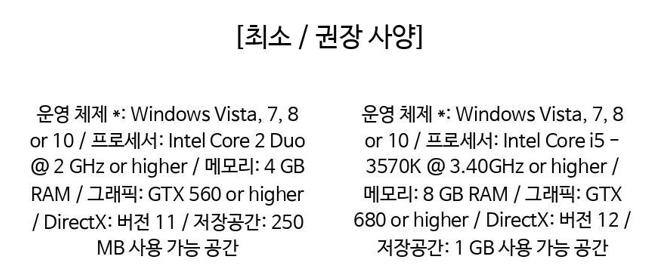 [최소 / 권장 사양]
운영 체제 *: Windows Vista, 7, 8
or 10 / 프로세서: Intel Core 2 Duo
@ 2 GHz or higher / 메모리: 4 GB
RAM / 그래픽: GTX 560 or higher
/ DirectX: 버전 11 / 저장공간: 250
MB 사용 가능 공간
운영 체제 *: Windows Vista, 7, 8
or 10 / 프로세서: Intel Core i5 -
3570K @ 3.40GHz or higher /
메모리: 8 GB RAM / 그래픽: GTX
680 or higher / DirectX: 버전 12 /
저장공간: 1 GB 사용 가능 공간